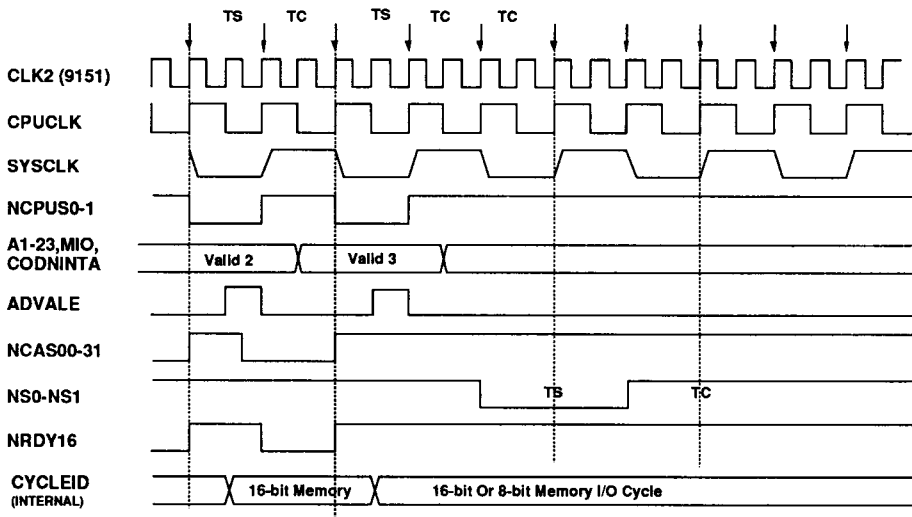 TS TC TS TC TC
CLK2 (9151)
CPUCLK
SYSCLK
NCPUS0-1
A1-23,MIO,
CODNINTA
Valid 2 Valid 3
ADVALE
NCAS00-31
NS0-NS1
TS TC
NRDY16
CYCLEID
(INTERNAL)
16-bit Memory 16-bit Or 8-bit Memory I/O Cycle